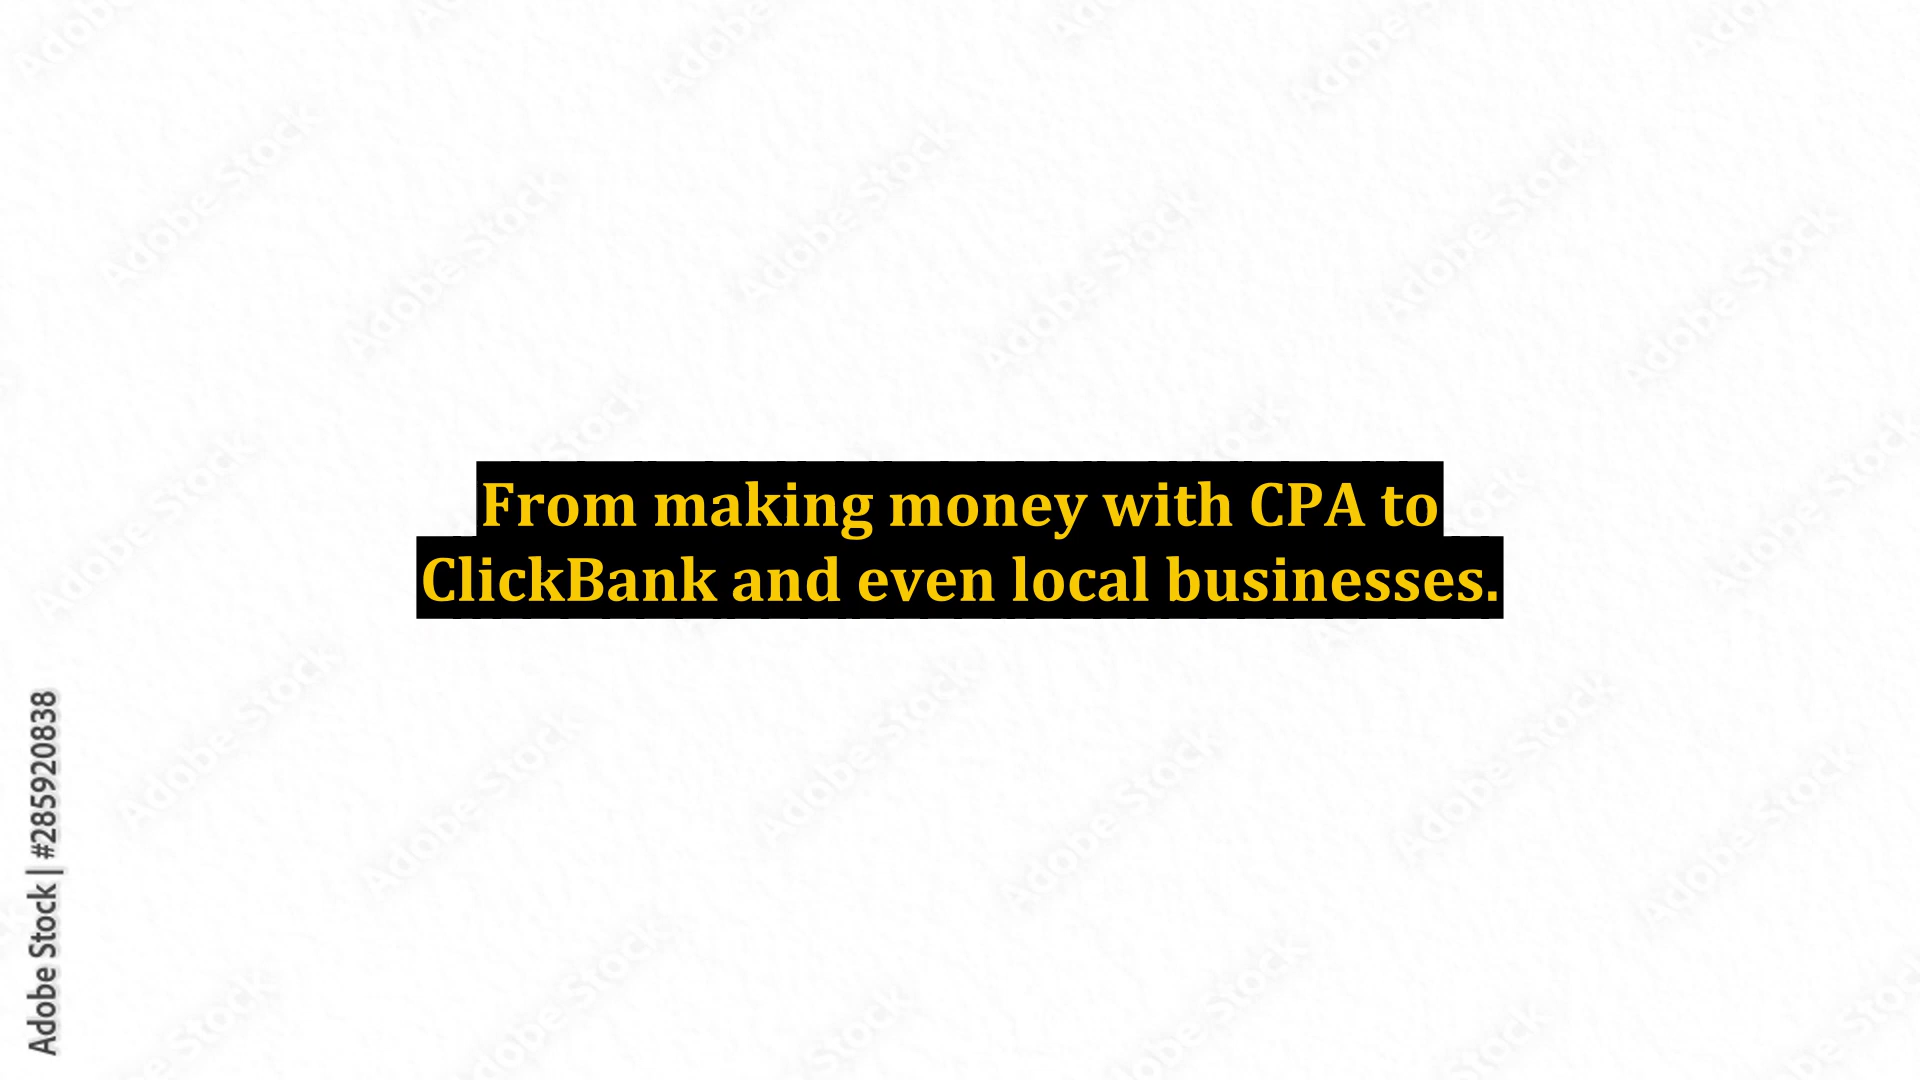 From making money with CPA to
ClickBank and even local businesses.
Adobe Stock | #285920838